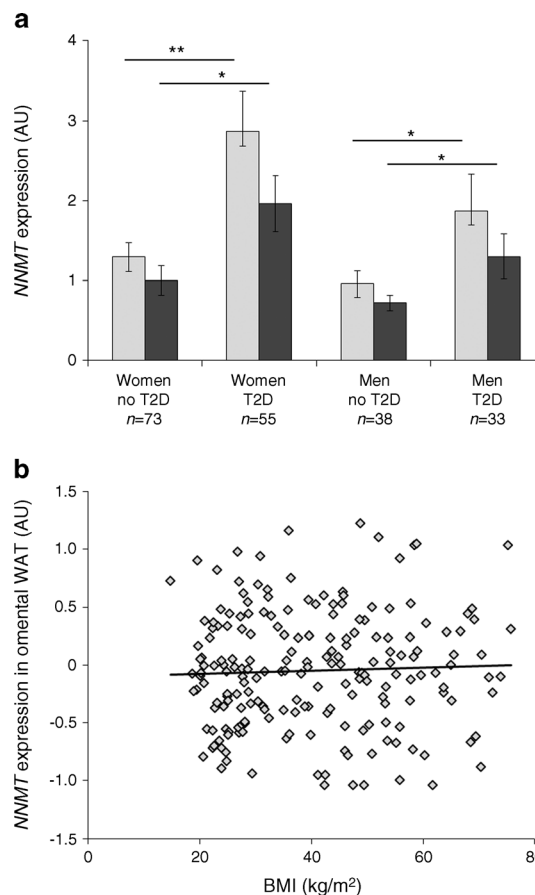 a
4
3
2
1
0
NNMT expression (AU)
**
*
*
*
Women
no T2D
n=73
Women
T2D
n=55
Men
no T2D
n=38
Men
T2D
n=33
b
1.5
1.0
0.5
0
-0.5
-1.0
-1.5
NNMT expression in omental WAT (AU)
0
20
40
60
BMI (kg/m²)